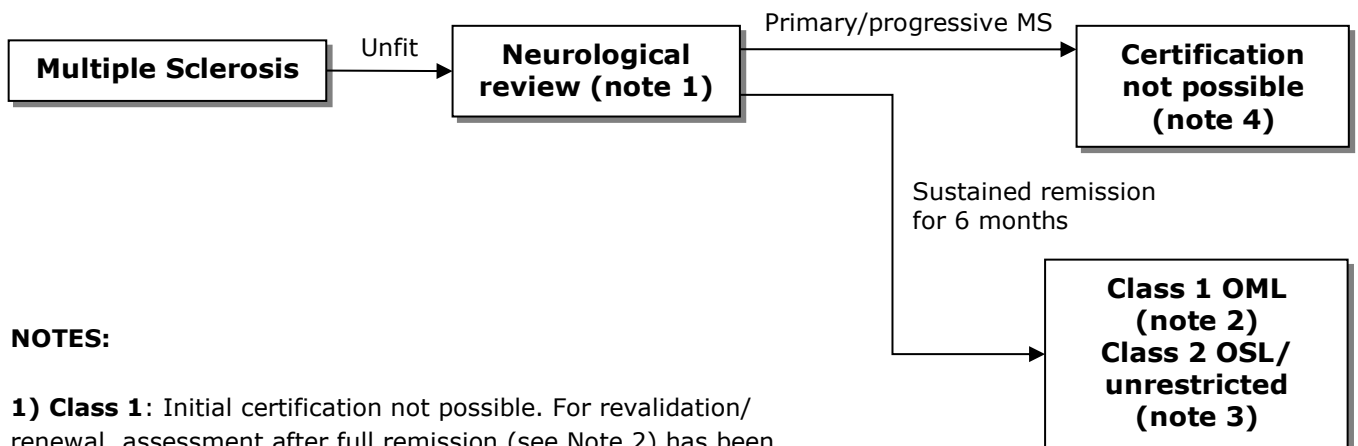 Multiple Sclerosis
Unfit
Neurological
review (note 1)
Primary/progressive MS
Certification
not possible
(note 4)
Sustained remission
for 6 months
Class 1 OML
(note 2)
Class 2 OSL/
unrestricted
(note 3)
NOTES:
1) Class 1: Initial certification not possible. For revalidation/
renewal, assessment after full remission (see Note 2) has been